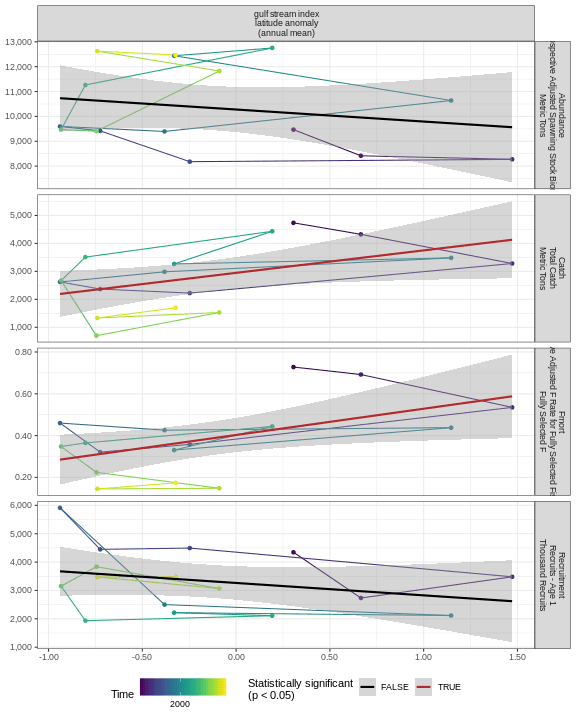 gulf stream index
latitude anomaly
(annual mean)
13,000
12,000
11,000
10,000
9,000
8,000
Abundance
Adjusted Spawning Stock
Metric Tons
5,000
4,000
3,000
2,000
1,000
Catch
Total Catch
Metric Tons
0.80
0.60
0.40
0.20
Fmort
Adjusted F Rate for Fully Selected
Fully Selected F
6,000
5,000
4,000
3,000
2,000
1,000
Recruitment
Recruits - Age 1
Thousand Recruits
-1.00
-0.50
0.00
0.50
1.00
1.50
Time
2000
Statistically significant
(p < 0.05)
FALSE
TRUE